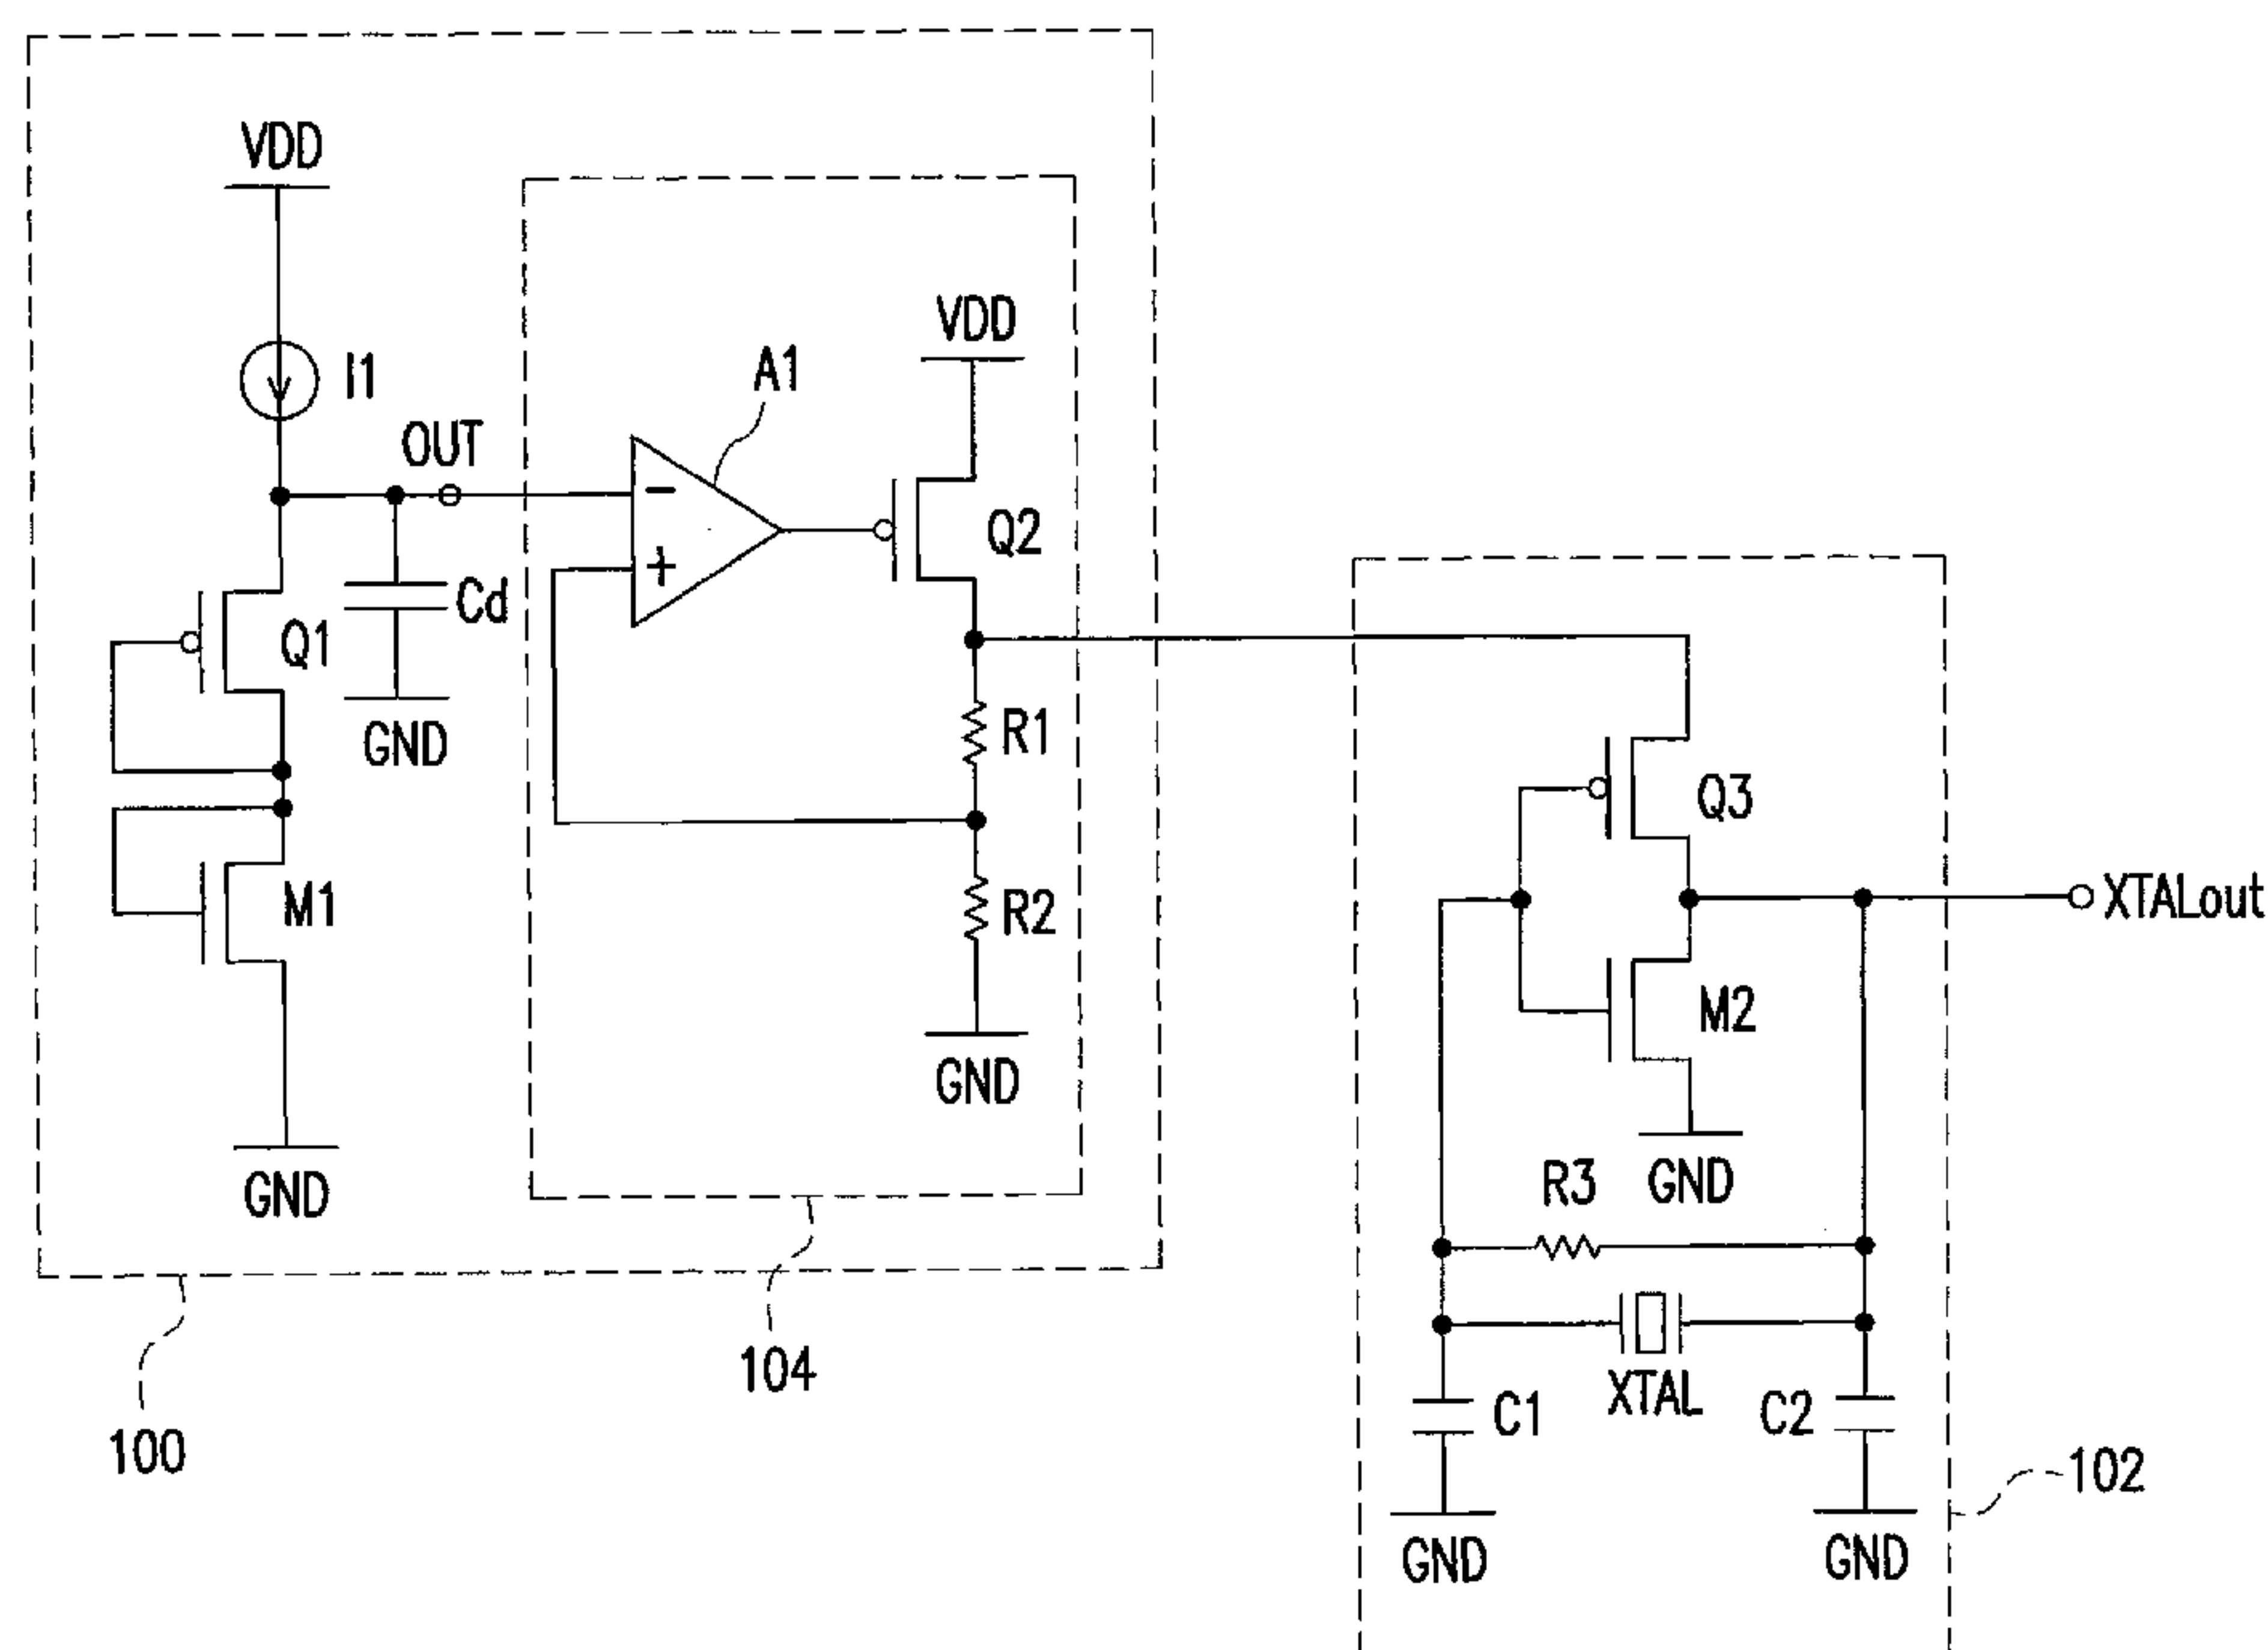 VDD
I1
OUT
Q1
Cd
GND
M1
GND
A1
VDD
−
+
Q2
R1
R2
GND
104
100
Q3
M2
XTALout
GND
R3
XTAL
C1
C2
GND
GND
102